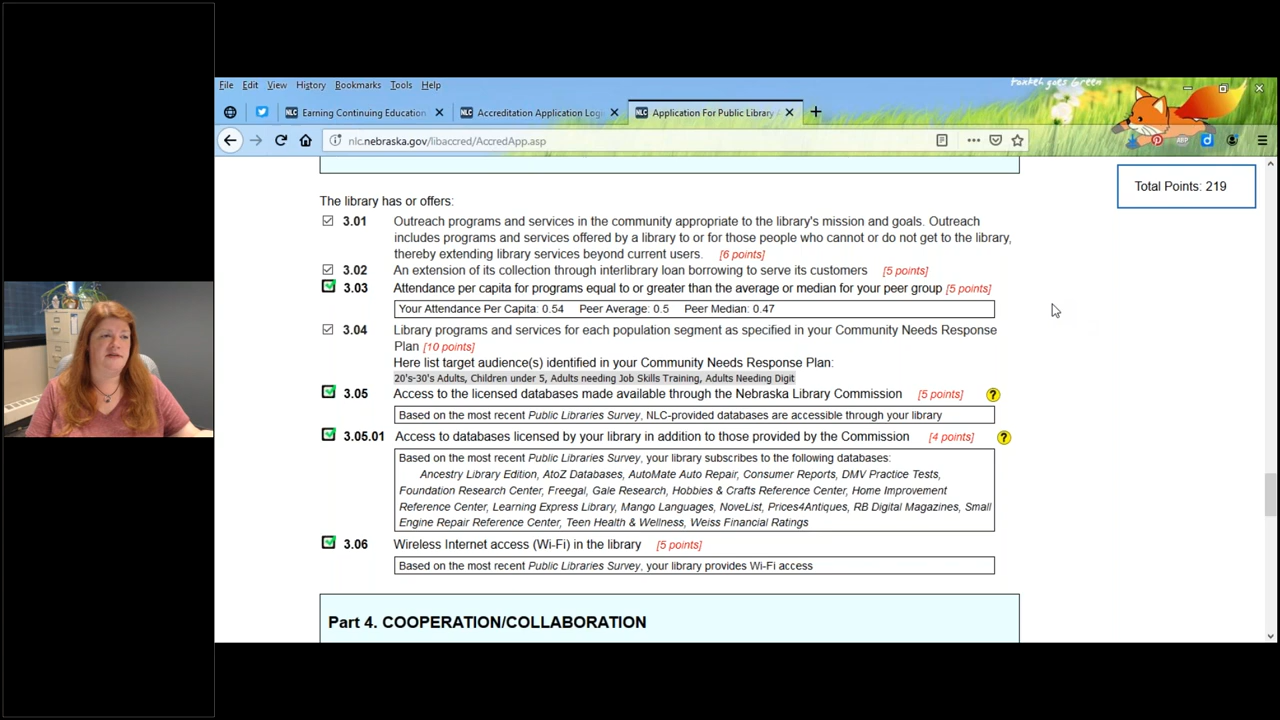 Foxkeh goes Green
File Edit View History Bookmarks Tools Help
NLC Earning Continuing Education
NLC Accreditation Application Log
NLC Application For Public Library A
nlc.nebraska.gov/libaccred/AccredApp.asp
ABP
Total Points: 219
The library has or offers:
3.01 Outreach programs and services in the community appropriate to the library's mission and goals. Outreach
includes programs and services offered by a library to or for those people who cannot or do not get to the library,
thereby extending library services beyond current users. [6 points]
3.02 An extension of its collection through interlibrary loan borrowing to serve its customers [5 points]
3.03 Attendance per capita for programs equal to or greater than the average or median for your peer group [5 points]
Your Attendance Per Capita: 0.54 Peer Average: 0.5 Peer Median: 0.47
3.04 Library programs and services for each population segment as specified in your Community Needs Response
Plan [10 points]
Here list target audience(s) identified in your Community Needs Response Plan:
20's-30's Adults, Children under 5, Adults needing Job Skills Training, Adults Needing Digit
3.05 Access to the licensed databases made available through the Nebraska Library Commission [5 points] ?
Based on the most recent Public Libraries Survey, NLC-provided databases are accessible through your library
3.05.01 Access to databases licensed by your library in addition to those provided by the Commission [4 points] ?
Based on the most recent Public Libraries Survey, your library subscribes to the following databases:
Ancestry Library Edition, AtoZ Databases, AutoMate Auto Repair, Consumer Reports, DMV Practice Tests,
Foundation Research Center, Freegal, Gale Research, Hobbies & Crafts Reference Center, Home Improvement
Reference Center, Learning Express Library, Mango Languages, NoveList, Prices4Antiques, RB Digital Magazines, Small
Engine Repair Reference Center, Teen Health & Wellness, Weiss Financial Ratings
3.06 Wireless Internet access (Wi-Fi) in the library [5 points]
Based on the most recent Public Libraries Survey, your library provides Wi-Fi access
Part 4. COOPERATION/COLLABORATION